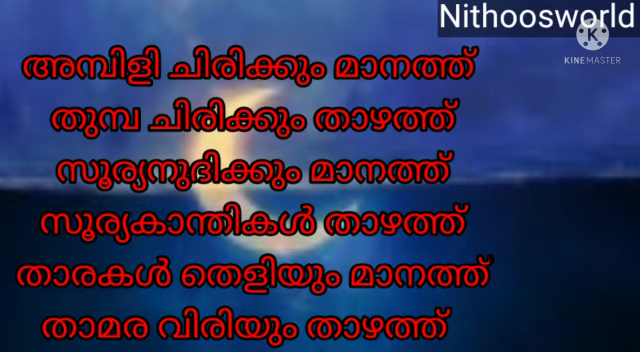 Nithoosworld
KINEMASTER
അമ്പിളി ചിരിക്കും മാനത്ത്
തുമ്പ ചിരിക്കും താഴത്ത്
സൂര്യനുദിക്കും മാനത്ത്
സൂര്യകാന്തികൾ താഴത്ത്
താരകൾ തെളിയും മാനത്ത്
താമര വിരിയും താഴത്ത്